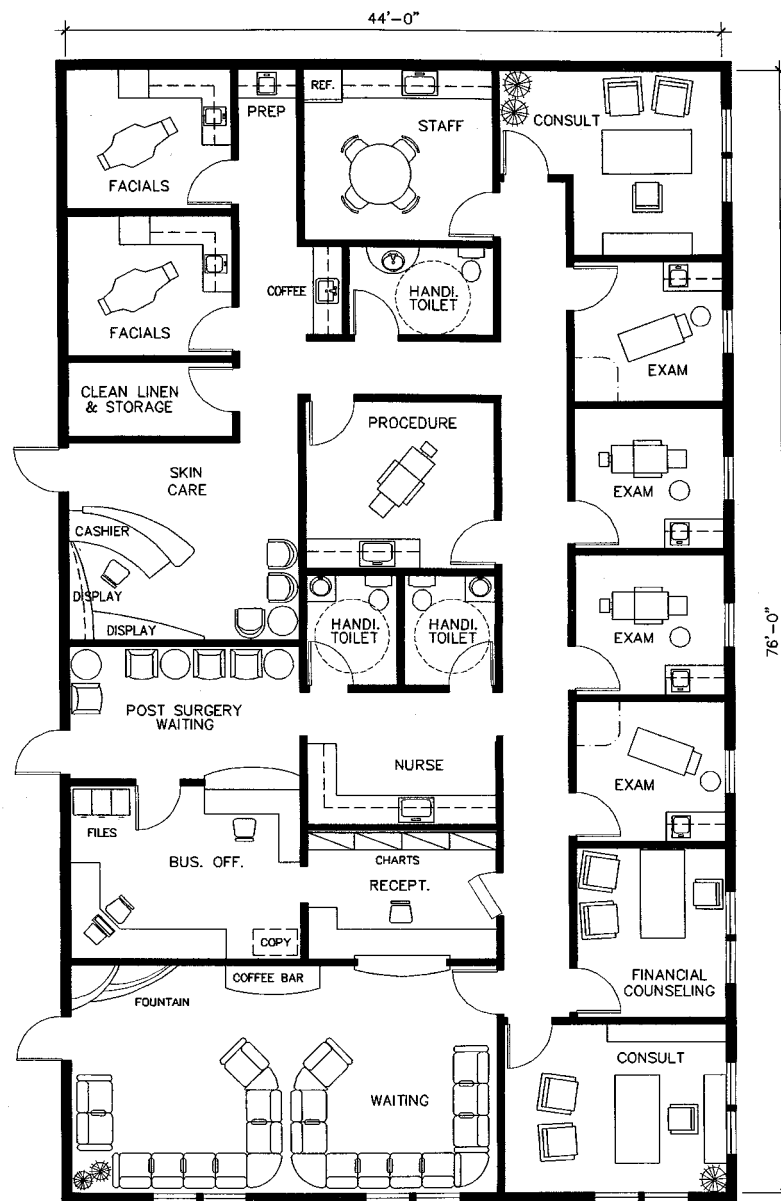 44'-0"
REF.
PREP
STAFF
CONSULT
FACIALS
COFFEE
HANDI.
TOILET
FACIALS
EXAM
CLEAN LINEN
& STORAGE
PROCEDURE
SKIN
CARE
EXAM
CASHIER
DISPLAY
DISPLAY
HANDI.
TOILET
HANDI.
TOILET
EXAM
76'-0"
POST SURGERY
WAITING
NURSE
EXAM
FILES
BUS. OFF.
CHARTS
RECEPT.
COPY
COFFEE BAR
FOUNTAIN
FINANCIAL
COUNSELING
CONSULT
WAITING